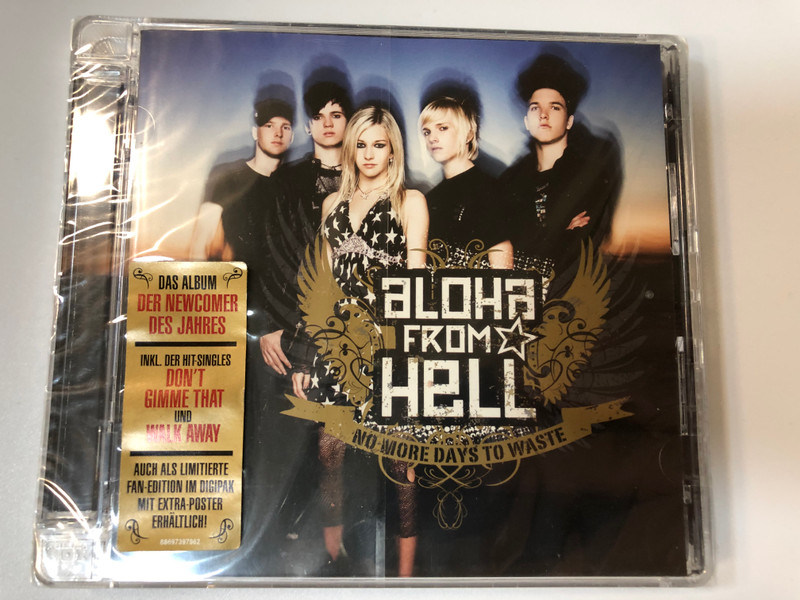 DAS ALBUM
DER NEWCOMER
DES JAHRES
INKL. DER HIT-SINGLES
DON'T
GIMME THAT
UND
WALK AWAY
AUCH ALS LIMITIERTE
FAN-EDITION IM DIGIPAK
MIT EXTRA-POSTER
ERHÄLTLICH!
88697387062
aLOHa
FROM
HeLL
NO MORE DAYS TO WASTE